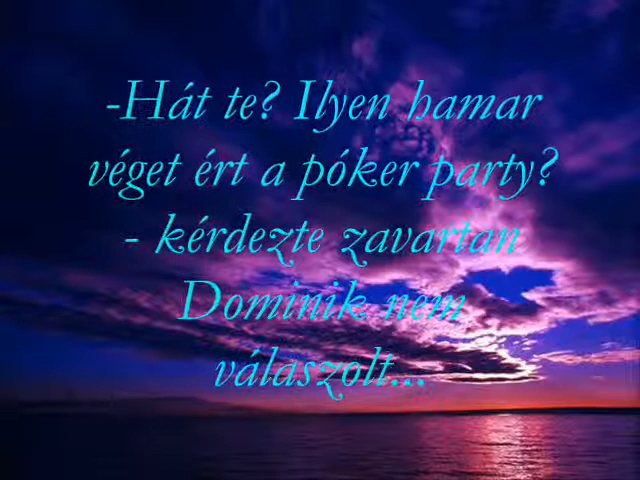 -Hát te? Ilyen hamar
véget ért a póker party?
- kérdezte zavartan
Dominik nem
válaszolt...